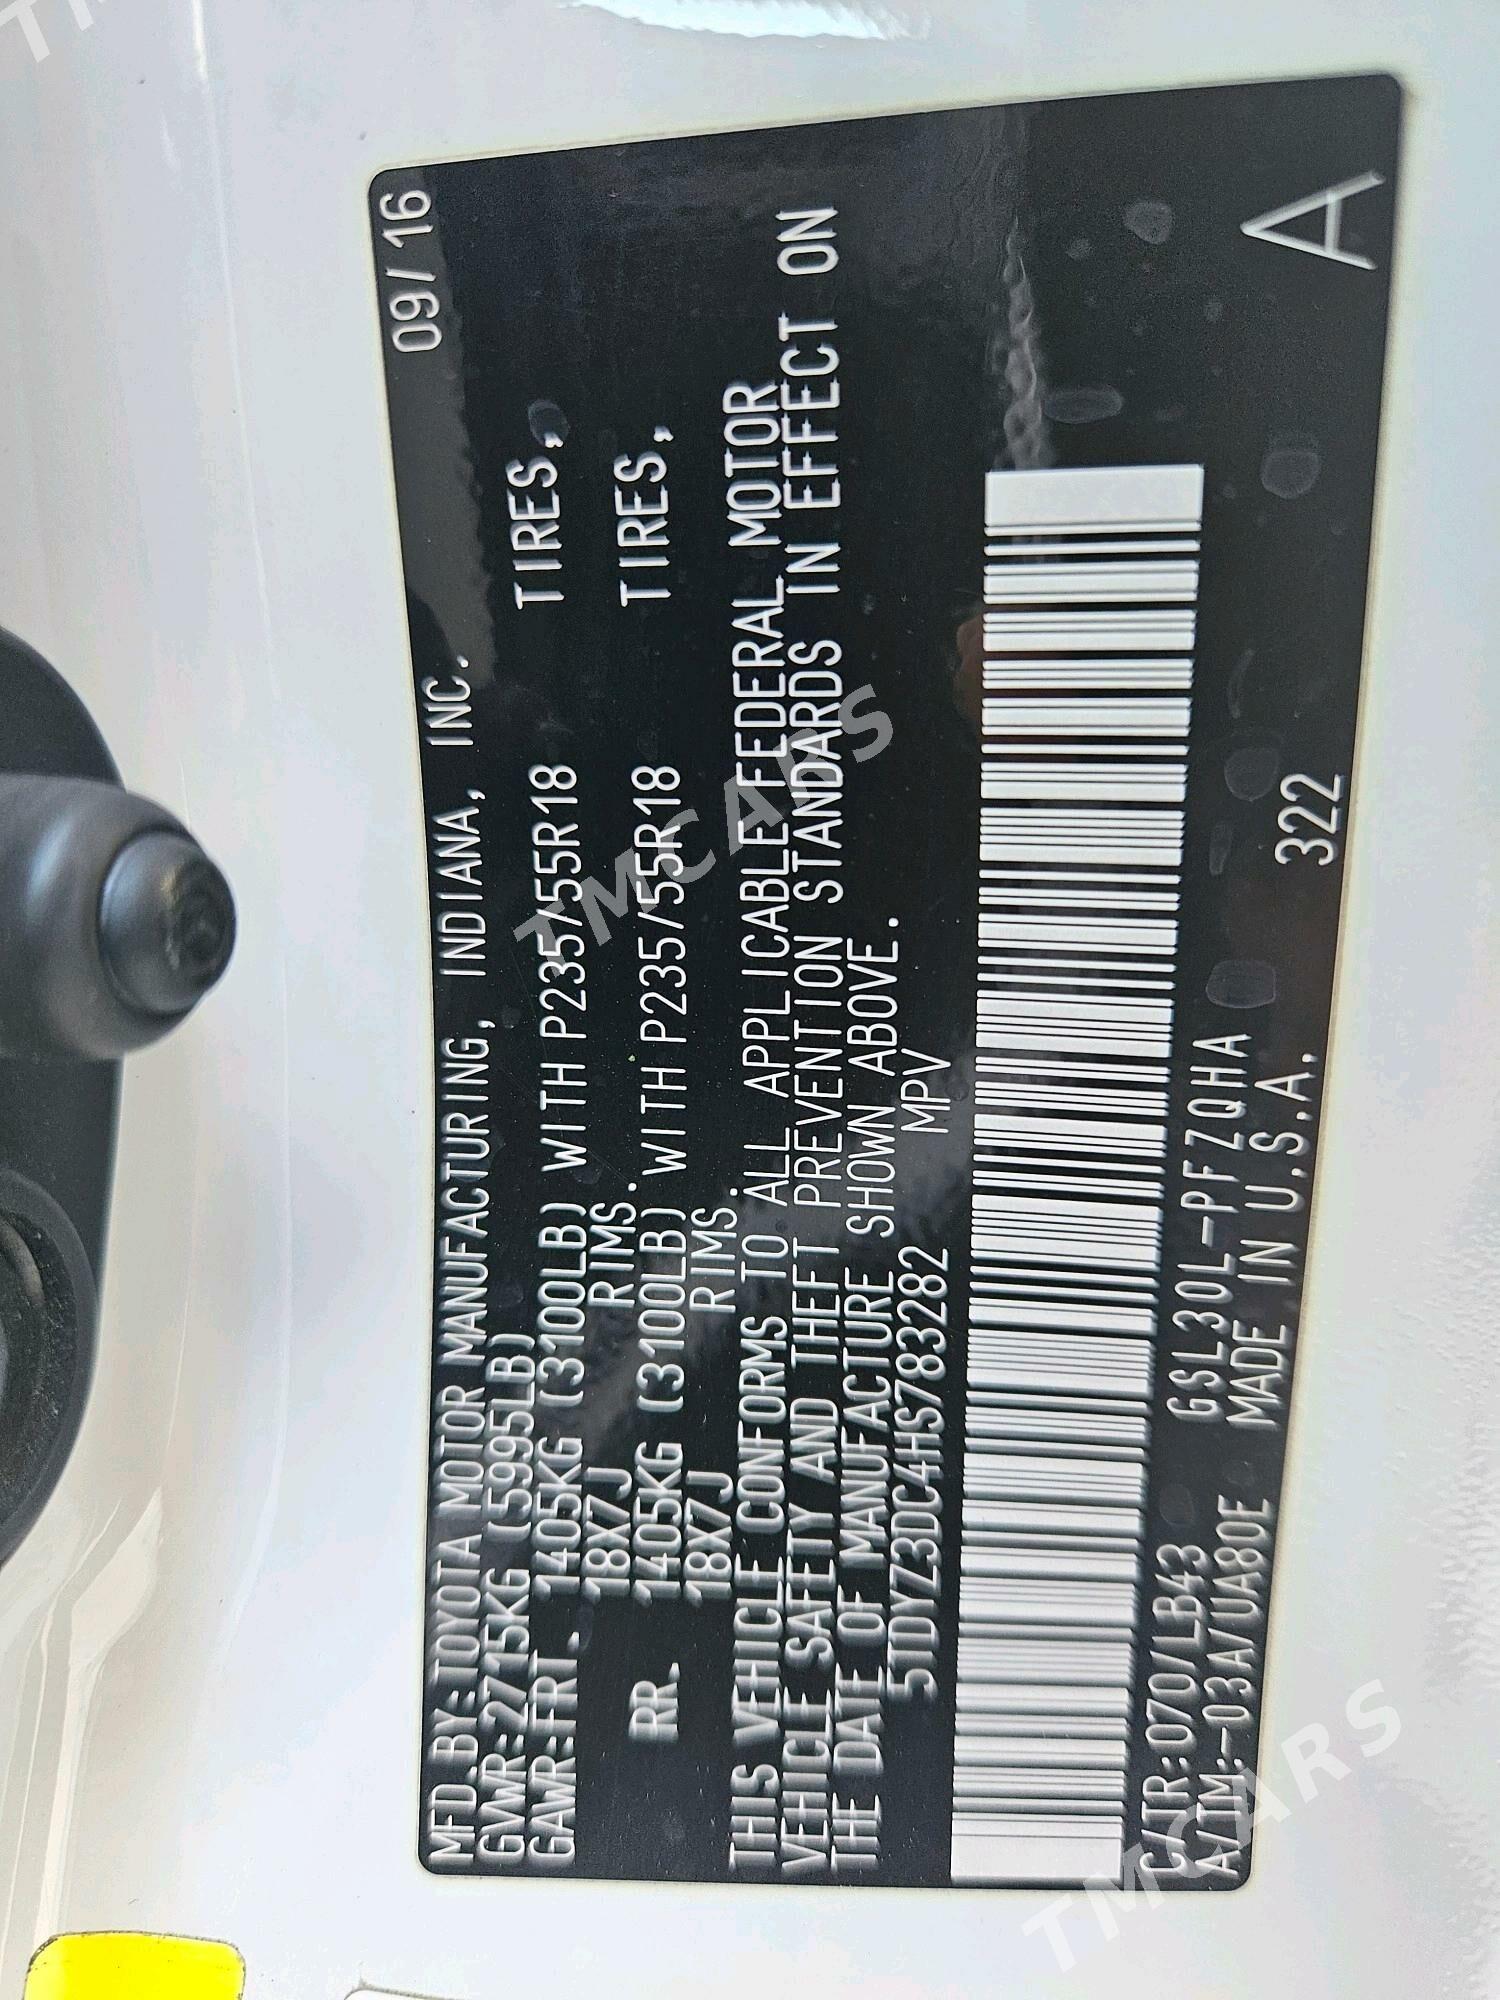 09/16
MFD.BY:TOYOTA MOTOR MANUFACTURING, INDIANA, INC.
GVWR:2715KG (5995LB)
GAWR:FRT. 1405KG (3100LB) WITH P235/55R18 TIRES,
18X7J RIMS.
RR. 1405KG (3100LB) WITH P235/55R18 TIRES,
18X7J RIMS.
THIS VEHICLE CONFORMS TO ALL APPLICABLE FEDERAL MOTOR
VEHICLE SAFETY AND THEFT PREVENTION STANDARDS IN EFFECT ON
THE DATE OF MANUFACTURE SHOWN ABOVE.
5TDYZ3DC4HS783282 MPV
C/TR:070/LB43 GSL30L-PFZQHA
A/TM:-03A/UA80E MADE IN U.S.A. 322
A
TMCARS
TMCARS